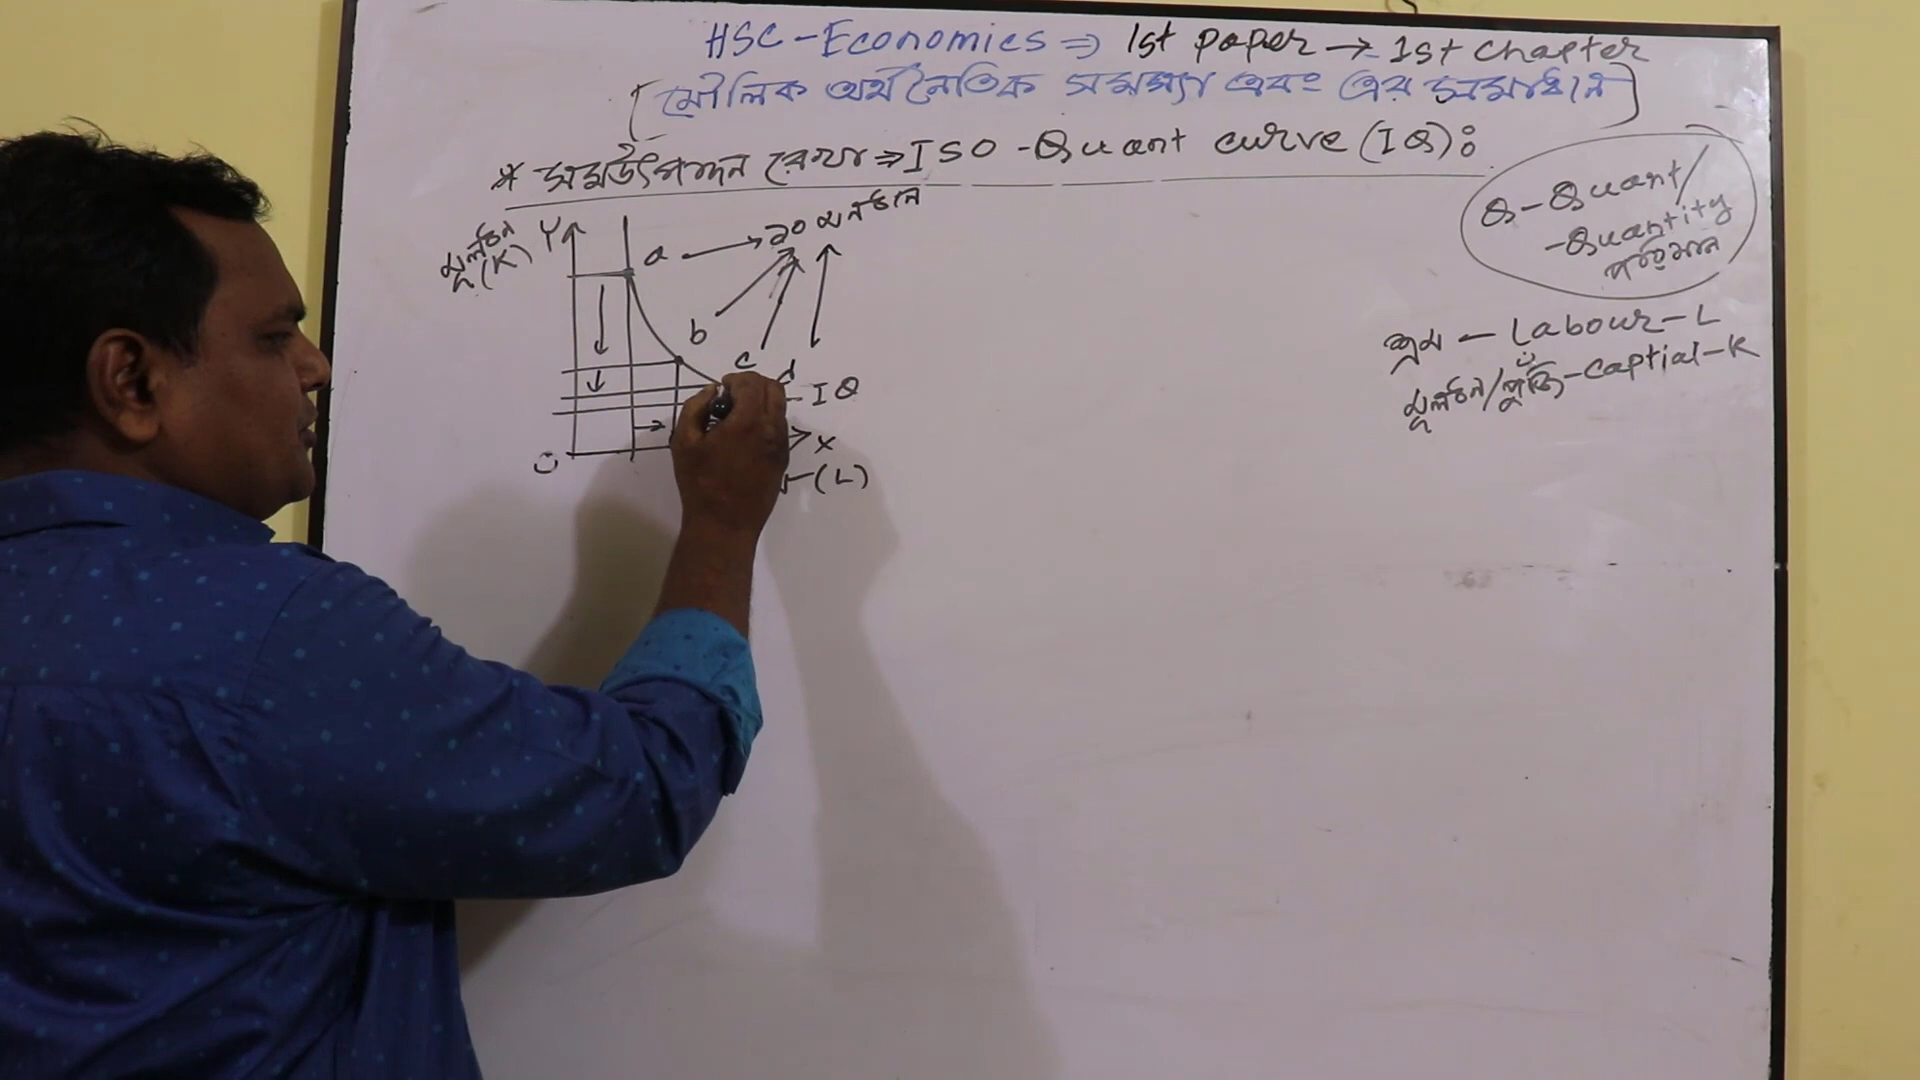 HSC-Economics ⇒ 1st paper → 1st chapter
(মৌলিক অর্থনৈতিক সমস্যা এবং এর সমাধান)
* সমউৎপাদন রেখা ⇒ ISO-Quant curve (IQ):
Q-Quant/
-Quantity
পরিমান
মূলধন
(K)
Y
a → ২০ মন ধান
b
c
d
IQ
O
X
(L)
শ্রম - Labour-L
মূলধন/পুঁজি-Captial-K